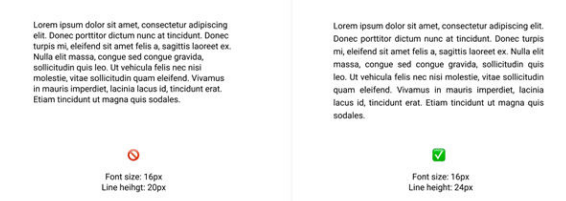 Lorem ipsum dolor sit amet, consectetur adipiscing
elit. Donec porttitor dictum nunc at tincidunt. Donec
turpis mi, eleifend sit amet felis a, sagittis laoreet ex.
Nulla elit massa, congue sed congue gravida,
sollicitudin quis leo. Ut vehicula felis nec nisi
molestie, vitae sollicitudin quam eleifend. Vivamus
in mauris imperdiet, lacinia lacus id, tincidunt erat.
Etiam tincidunt ut magna quis sodales.
Font size: 16px
Line heihgt: 20px
Lorem ipsum dolor sit amet, consectetur adipiscing elit.
Donec porttitor dictum nunc at tincidunt. Donec turpis
mi, eleifend sit amet felis a, sagittis laoreet ex. Nulla elit
massa, congue sed congue gravida, sollicitudin quis
leo. Ut vehicula felis nec nisi molestie, vitae sollicitudin
quam eleifend. Vivamus in mauris imperdiet, lacinia
lacus id, tincidunt erat. Etiam tincidunt ut magna quis
sodales.
Font size: 16px
Line height: 24px